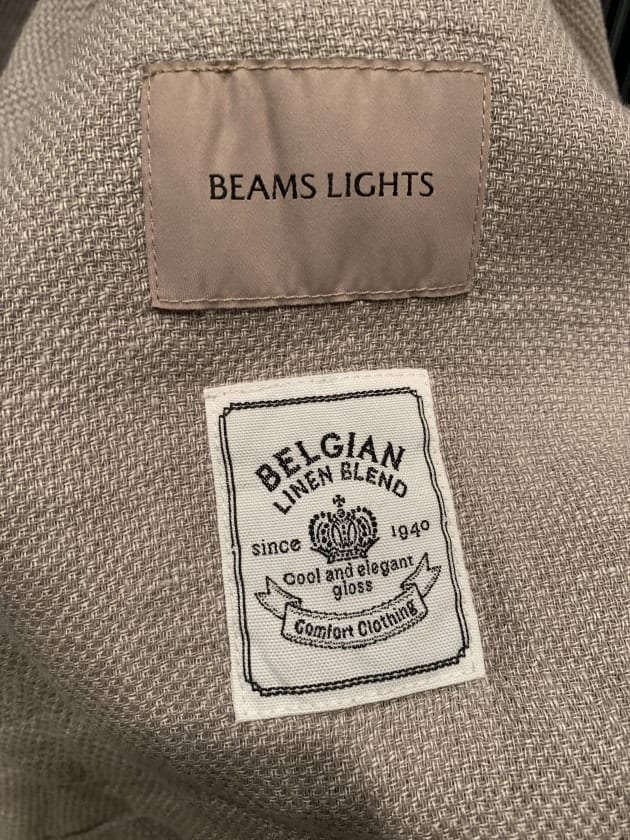 BEAMS LIGHTS
BELGIAN
LINEN BLEND
since 1940
Cool and elegant
gloss
Comfort Clothing